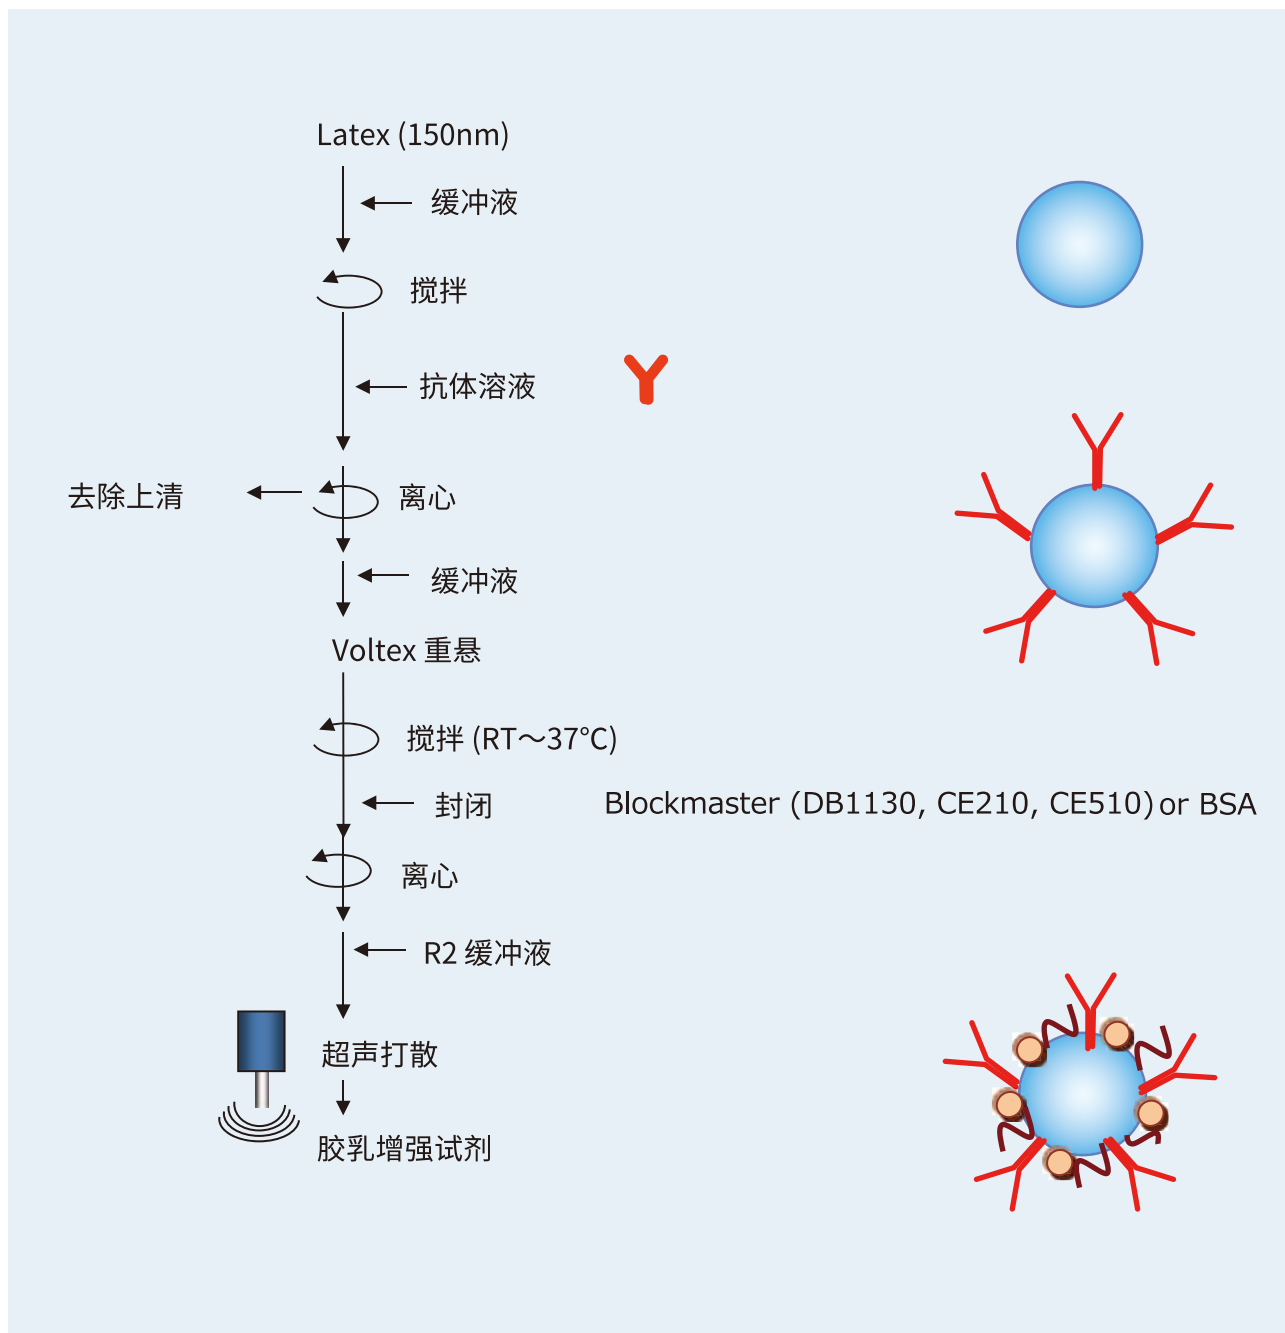 Latex (150nm)
缓冲液
搅拌
抗体溶液
去除上清
离心
缓冲液
Voltex 重悬
搅拌 (RT～37℃)
封闭
Blockmaster (DB1130, CE210, CE510) or BSA
离心
R2 缓冲液
超声打散
胶乳增强试剂